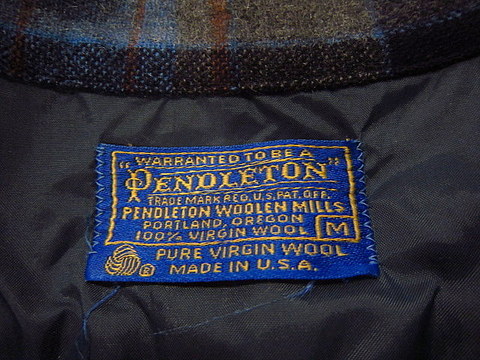 WARRANTED TO BE A
"PENDLETON"
TRADE MARK REG. U.S. PAT. OFF.
PENDLETON WOOLEN MILLS
PORTLAND, OREGON
100% VIRGIN WOOL M
PURE VIRGIN WOOL
R MADE IN U.S.A.